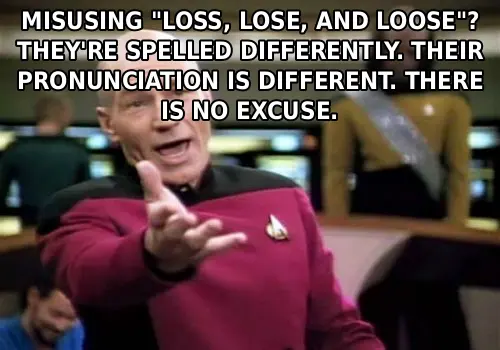 MISUSING "LOSS, LOSE, AND LOOSE"?
THEY'RE SPELLED DIFFERENTLY. THEIR
PRONUNCIATION IS DIFFERENT. THERE
IS NO EXCUSE.